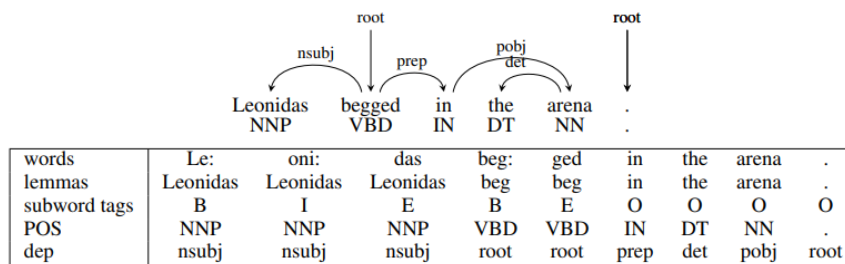 root root
nsubj prep pobj
det
Leonidas begged in the arena .
NNP VBD IN DT NN .
words Le: oni: das beg: ged in the arena .
lemmas Leonidas Leonidas Leonidas beg beg in the arena .
subword tags B I E B E O O O O
POS NNP NNP NNP VBD VBD IN DT NN .
dep nsubj nsubj nsubj root root prep det pobj root